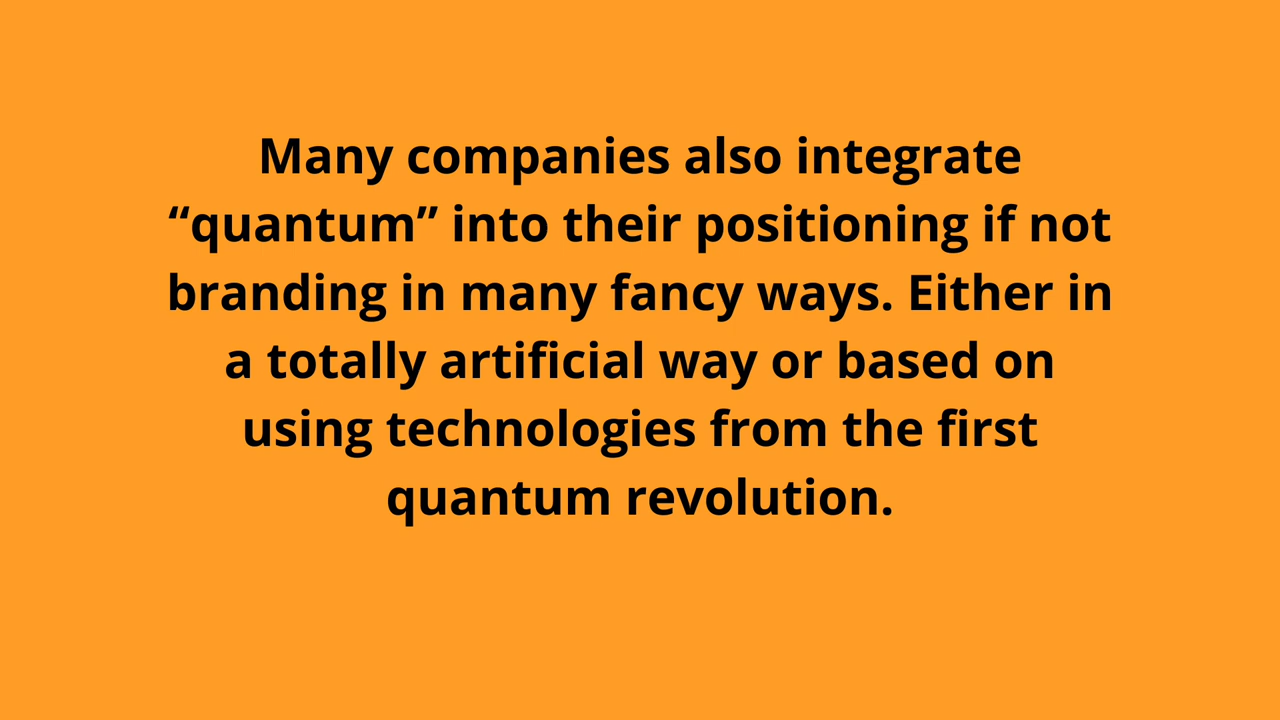 Many companies also integrate
“quantum” into their positioning if not
branding in many fancy ways. Either in
a totally artificial way or based on
using technologies from the first
quantum revolution.